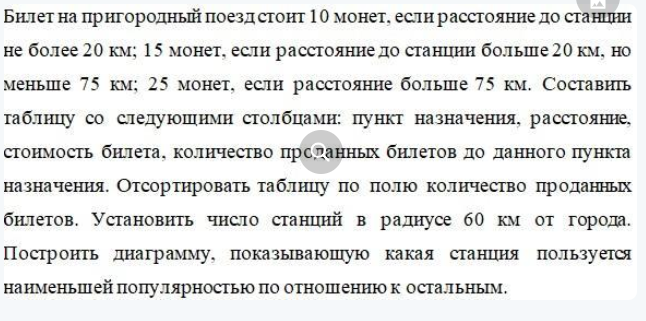 Билет на пригородный поезд стоит 10 монет, если расстояние до станции
не более 20 км; 15 монет, если расстояние до станции больше 20 км, но
меньше 75 км; 25 монет, если расстояние больше 75 км. Составить
таблицу со следующими столбцами: пункт назначения, расстояние,
стоимость билета, количество проданных билетов до данного пункта
назначения. Отсортировать таблицу по полю количество проданных
билетов. Установить число станций в радиусе 60 км от города.
Построить диаграмму, показывающую какая станция пользуется
наименьшей популярностью по отношению к остальным.